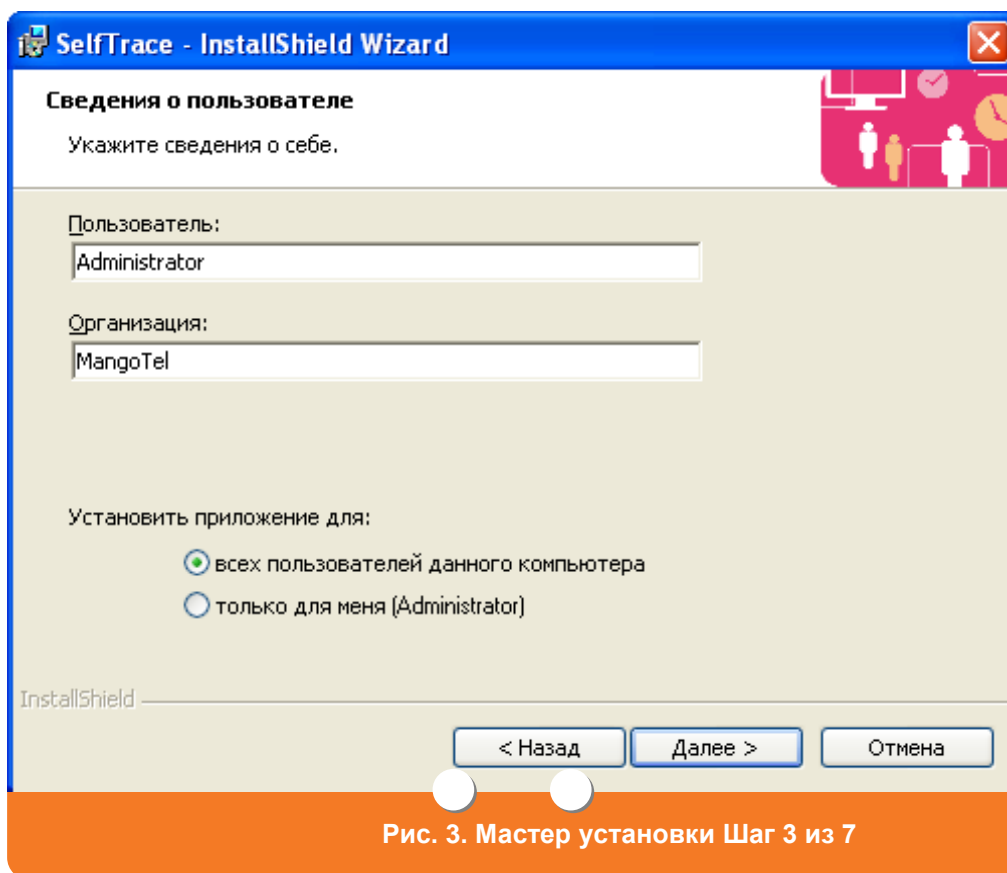 SelfTrace - InstallShield Wizard
Сведения о пользователе
Укажите сведения о себе.
Пользователь:
Administrator
Организация:
MangoTel
Установить приложение для:
всех пользователей данного компьютера
только для меня (Administrator)
InstallShield
< Назад
Далее >
Отмена
Рис. 3. Мастер установки Шаг 3 из 7